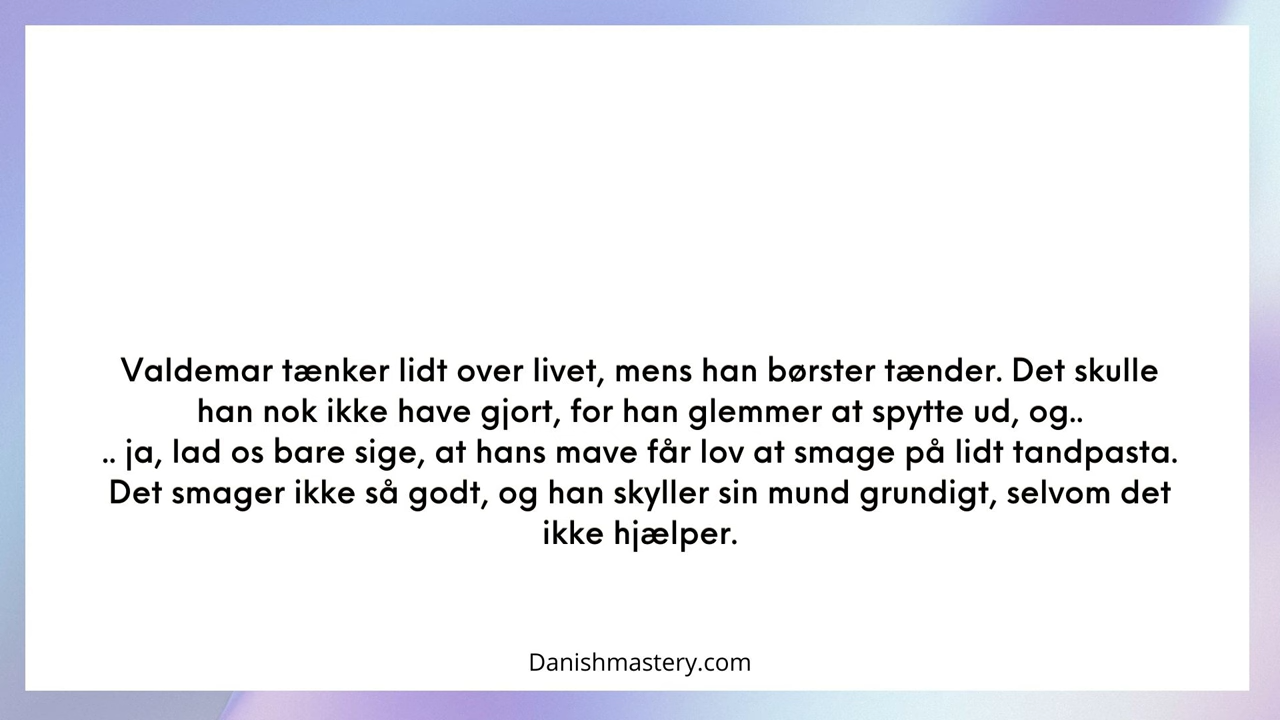 Valdemar tænker lidt over livet, mens han børster tænder. Det skulle
han nok ikke have gjort, for han glemmer at spytte ud, og..
.. ja, lad os bare sige, at hans mave får lov at smage på lidt tandpasta.
Det smager ikke så godt, og han skyller sin mund grundigt, selvom det
ikke hjælper.
Danishmastery.com